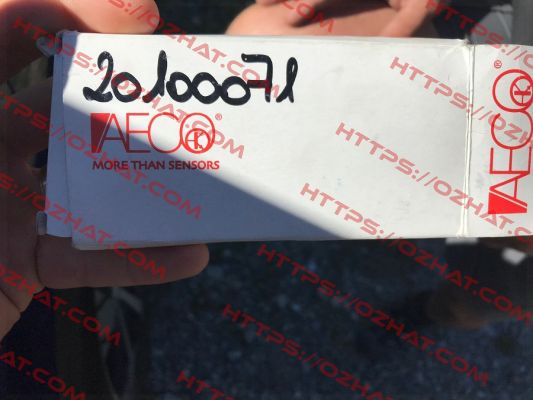 20100071
AECO®
MORE THAN SENSORS
AECO®
HTTPS://OZHAT.COM